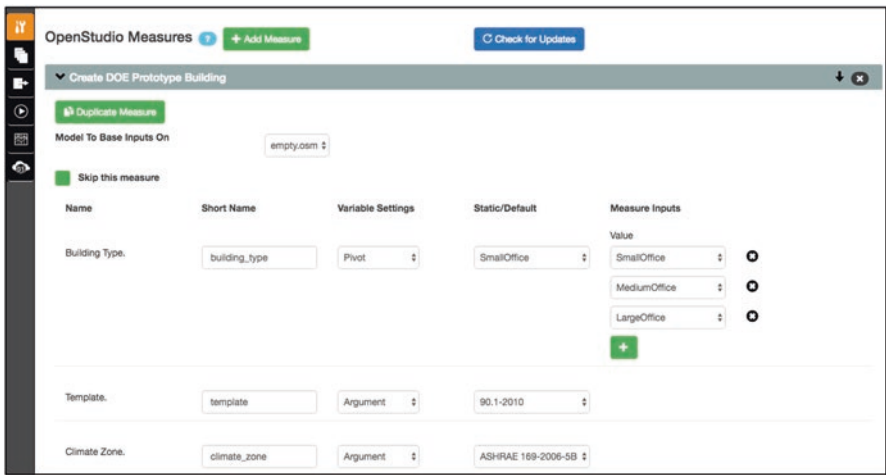 OpenStudio Measures ? + Add Measure C Check for Updates
Create DOE Prototype Building
Duplicate Measure
Model To Base Inputs On empty.osm
Skip this measure
Name Short Name Variable Settings Static/Default Measure Inputs
Value
Building Type. building_type Pivot SmallOffice SmallOffice
MediumOffice
LargeOffice
+
Template. template Argument 90.1-2010
Climate Zone. climate_zone Argument ASHRAE 169-2006-5B